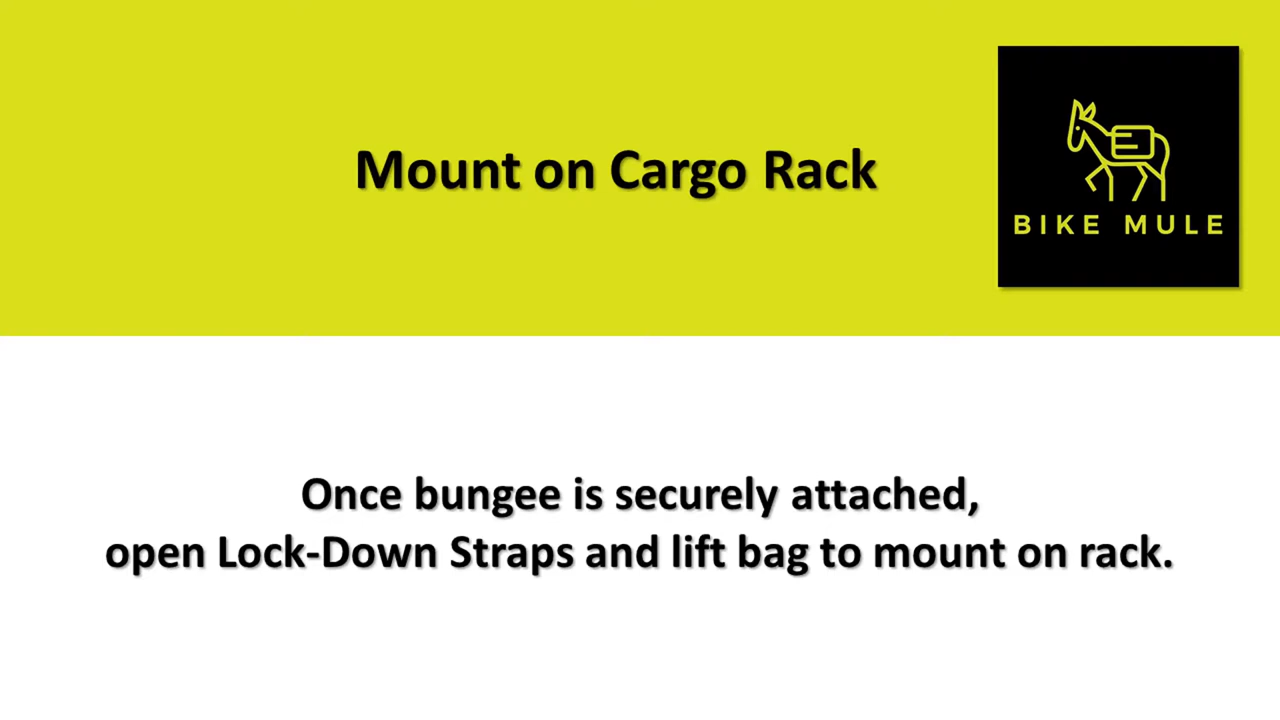 Mount on Cargo Rack
BIKE MULE
Once bungee is securely attached,
open Lock-Down Straps and lift bag to mount on rack.